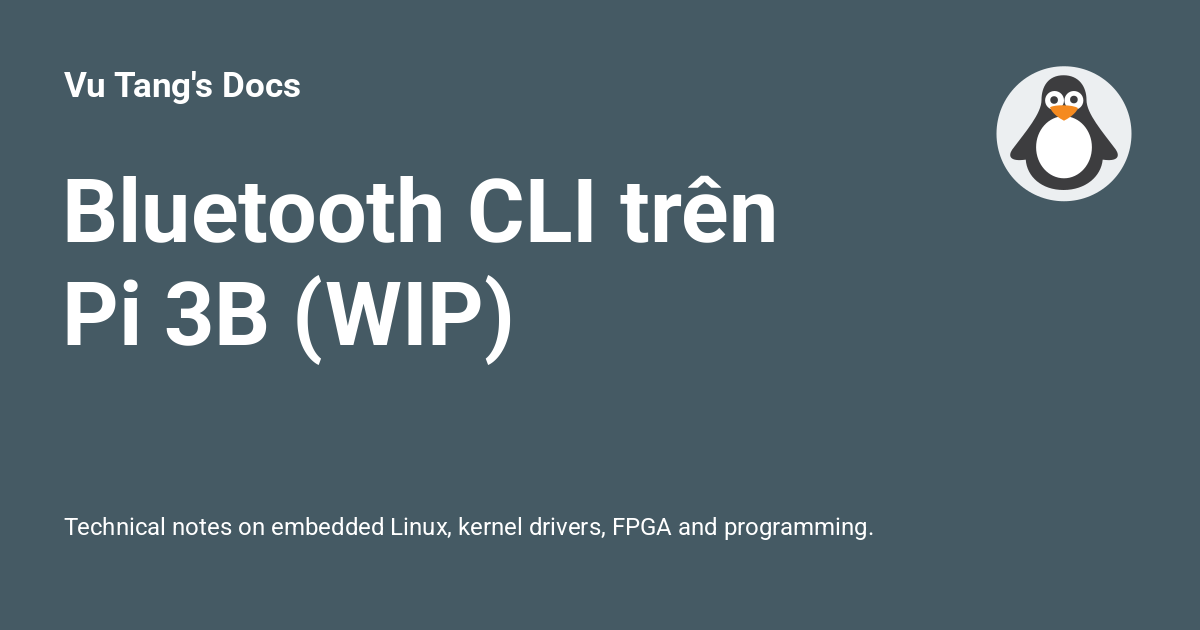 Vu Tang's Docs
Bluetooth CLI trên
Pi 3B (WIP)
Technical notes on embedded Linux, kernel drivers, FPGA and programming.